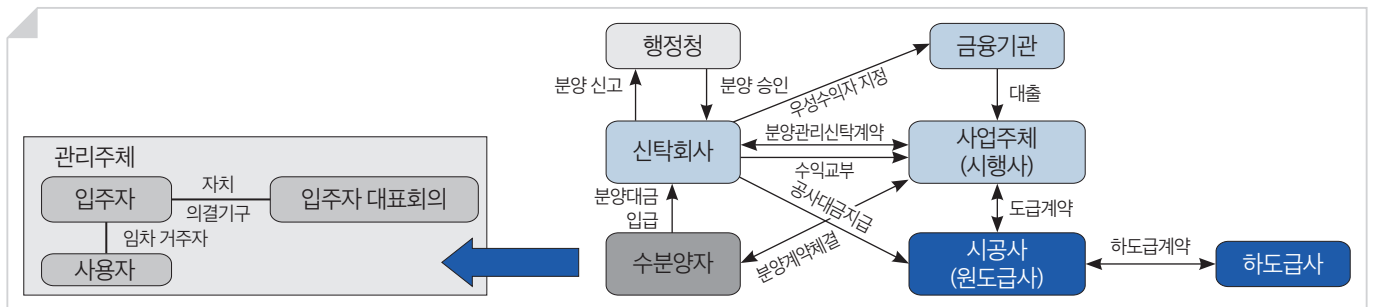 행정청
금융기관
분양 신고
분양 승인
우성수익자 지정
대출
신탁회사
분양관리신탁계약
사업주체
(시행사)
수익교부
관리주체
입주자
자치
의결기구
입주자 대표회의
임차 거주자
사용자
분양대금
입급
공사대금지급
분양계약체결
도급계약
수분양자
시공사
(원도급사)
하도급계약
하도급사